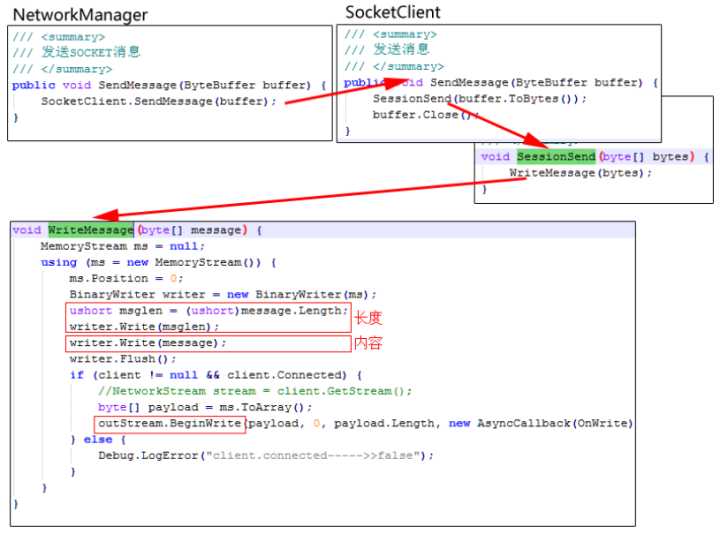 NetworkManager
/// <summary>
/// 发送SOCKET消息
/// </summary>
public void SendMessage(ByteBuffer buffer) {
SocketClient.SendMessage(buffer);
}
SocketClient
/// <summary>
/// 发送消息
/// </summary>
public void SendMessage(ByteBuffer buffer) {
SessionSend(buffer.ToBytes());
buffer.Close();
}
void SessionSend(byte[] bytes) {
WriteMessage(bytes);
}
void WriteMessage(byte[] message) {
MemoryStream ms = null;
using (ms = new MemoryStream()) {
ms.Position = 0;
BinaryWriter writer = new BinaryWriter(ms);
ushort msglen = (ushort)message.Length;
writer.Write(msglen);
长度
writer.Write(message);
内容
writer.Flush();
if (client != null && client.Connected) {
//NetworkStream stream = client.GetStream();
byte[] payload = ms.ToArray();
outStream.BeginWrite(payload, 0, payload.Length, new AsyncCallback(OnWrite)
} else {
Debug.LogError("client.connected----->>false");
}
}
}